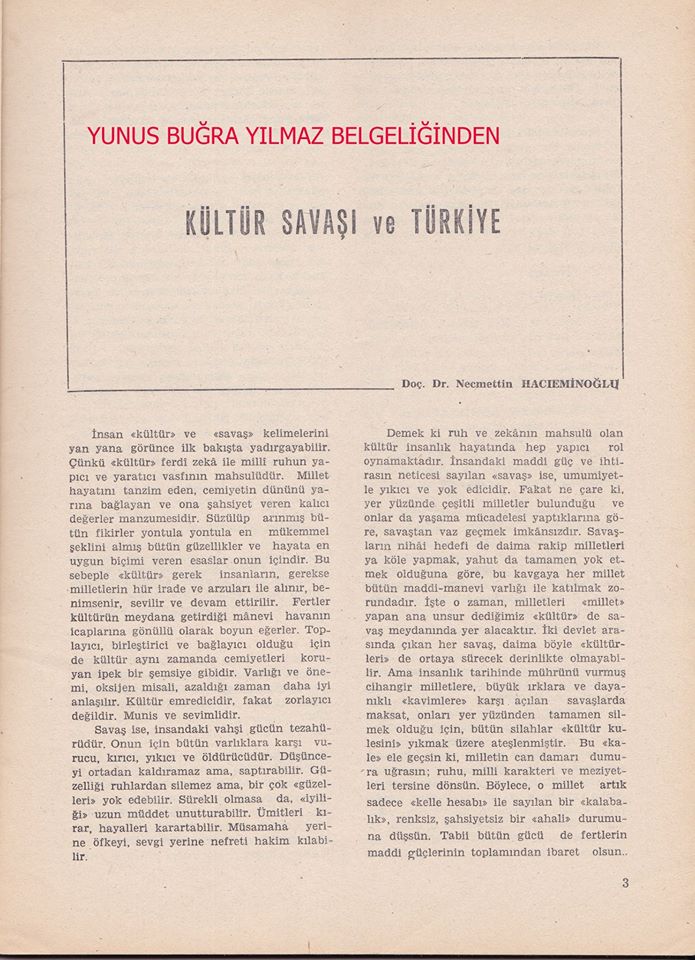 YUNUS BUĞRA YILMAZ BELGELİĞİNDEN
KÜLTÜR SAVAŞI ve TÜRKİYE
Doç. Dr. Necmettin HACIEMİNOĞLU
İnsan «kültür» ve «savaş» kelimelerini
yan yana görünce ilk bakışta yadırgayabilir.
Çünkü «kültür» ferdî zekâ ile millî ruhun ya-
pıcı ve yaratıcı vasfının mahsulüdür. Millet
hayatını tanzim eden, cemiyetin dününü ya-
rına bağlayan ve ona şahsiyet veren kalıcı
değerler manzumesidir. Süzülüp arınmış bü-
tün fikirler yontula yontula en mükemmel
şeklini almış bütün güzellikler ve hayata en
uygun biçimi veren esaslar onun içindir. Bu
sebeple «kültür» gerek insanların, gerekse
milletlerin hür irade ve arzuları ile alınır, be-
nimsenir, sevilir ve devam ettirilir. Fertler
kültürün meydana getirdiği mânevi havanın
icaplarına gönüllü olarak boyun eğerler. Top-
layıcı, birleştirici ve bağlayıcı olduğu için
de kültür aynı zamanda cemiyetleri koru-
yan ipek bir şemsiye gibidir. Varlığı ve öne-
mi, oksijen misali, azaldığı zaman daha iyi
anlaşılır. Kültür emredicidir, fakat zorlayıcı
değildir. Munis ve sevimlidir.
Savaş ise, insandaki vahşi gücün tezahü-
rüdür. Onun için bütün varlıklara karşı vu-
rucu, kırıcı, yıkıcı ve öldürücüdür. Düşünce-
yi ortadan kaldıramaz ama, saptırabilir. Gü-
zelliği ruhlardan silemez ama, bir çok «güzel-
leri» yok edebilir. Sürekli olmasa da, «iyili-
ği» uzun müddet unutturabilir. Ümitleri kı-
rar, hayalleri karartabilir. Müsamaha yeri-
ne öfkeyi, sevgi yerine nefreti hakim kılabi-
lir.
Demek ki ruh ve zekânın mahsulü olan
kültür insanlık hayatında hep yapıcı rol
oynamaktadır. İnsandaki maddi güç ve ihti-
rasın neticesi sayılan «savaş» ise, umumiyet-
le yıkıcı ve yok edicidir. Fakat ne çare ki,
yer yüzünde çeşitli milletler bulunduğu ve
onlar da yaşama mücadelesi yaptıklarına gö-
re, savaştan vaz geçmek imkânsızdır. Savaş-
ların nihâî hedefi de daima rakip milletleri
ya köle yapmak, yahut da tamamen yok et-
mek olduğuna göre, bu kavgaya her millet
bütün maddi-manevi varlığı ile katılmak zo-
rundadır. İşte o zaman, milletleri «millet»
yapan ana unsur dediğimiz «kültür» de sa-
vaş meydanında yer alacaktır. İki devlet ara-
sında çıkan her savaş, daima böyle «kültür-
leri» de ortaya sürecek derinlikte olmayabi-
lir. Ama insanlık tarihinde mührünü vurmuş
cihangir milletlere, büyük ırklara ve daya-
nıklı «kavimlere» karşı açılan savaşlarda
maksat, onları yer yüzünden tamamen sil-
mek olduğu için, bütün silahlar «kültür ku-
lesini» yıkmak üzere ateşlenmiştir. Bu «ka-
le» ele geçsin ki, milletin can damarı dumu-
ra uğrasın; ruhu, milli karakteri ve meziyet-
leri tersine dönsün. Böylece, o millet artık
sadece «kelle hesabı» ile sayılan bir «kalaba-
lık», renksiz, şahsiyetsiz bir «ahali» durumu-
na düşsün. Tabii bütün gücü de fertlerin
maddi güçlerinin toplamından ibaret olsun..
3